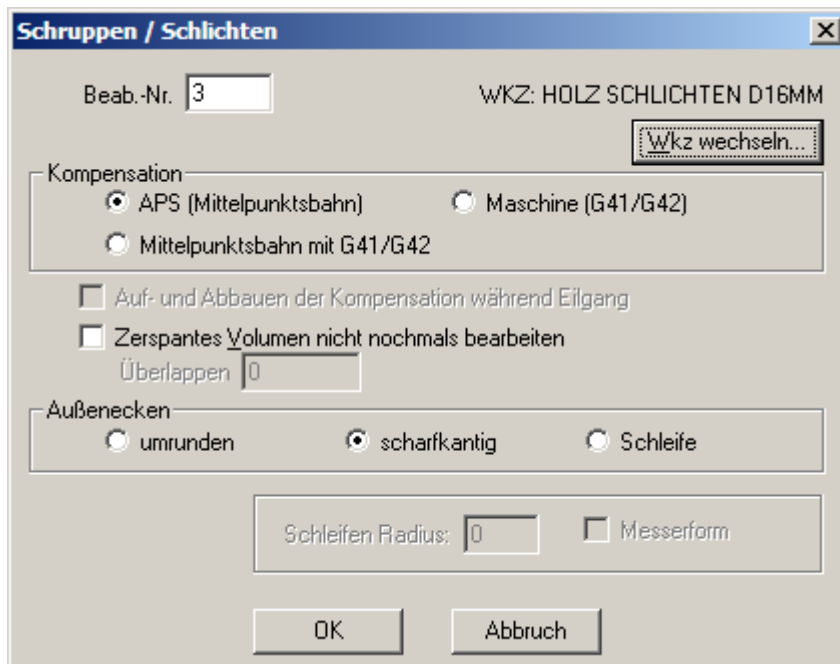 Schruppen / Schlichten
Beab.-Nr. 3 WKZ: HOLZ SCHLICHTEN D16MM
Wkz wechseln...
Kompensation
APS (Mittelpunktsbahn) Maschine (G41/G42)
Mittelpunktsbahn mit G41/G42
Auf- und Abbauen der Kompensation während Eilgang
Zerspantes Volumen nicht nochmals bearbeiten
Überlappen 0
Außenecken
umrunden scharfkantig Schleife
Schleifen Radius: 0 Messerform
OK Abbruch